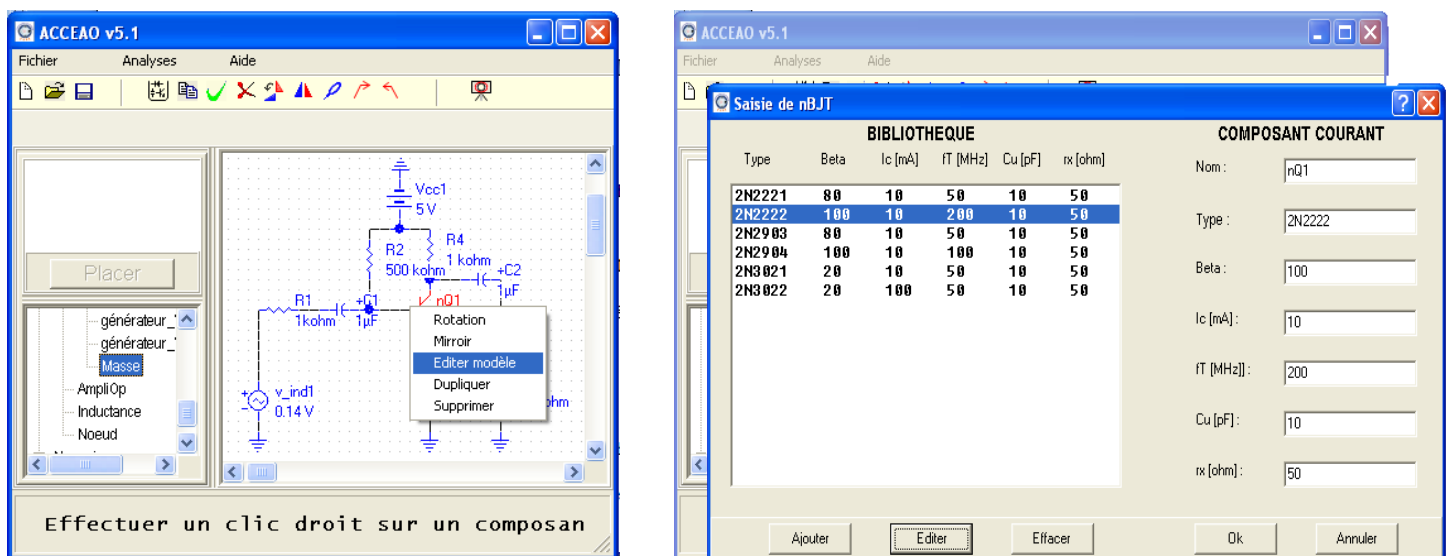 ACCEAO v5.1
Fichier Analyses Aide
Vcc1
5 V
R2
500 kohm
R4
1 kohm
+C2
1µF
R1
1kohm
+C1
1µF
nQ1
v_ind1
0.14 V
Rotation
Mirroir
Editer modèle
Dupliquer
Supprimer
Placer
générateur_
générateur_
Masse
AmpliOp
Inductance
Noeud
Effectuer un clic droit sur un composan
ACCEAO v5.1
Fichier Analyses Aide
Saisie de nBJT
BIBLIOTHEQUE
Type Beta Ic [mA] fT [MHz] Cu [pF] rx [ohm]
2N2221 80 10 50 10 50
2N2222 100 10 200 10 50
2N2903 80 10 50 10 50
2N2904 100 10 100 10 50
2N3021 20 10 50 10 50
2N3022 20 100 50 10 50
COMPOSANT COURANT
Nom : nQ1
Type : 2N2222
Beta : 100
Ic [mA] : 10
fT [MHz]] : 200
Cu [pF] : 10
rx [ohm] : 50
Ajouter Editer Effacer Ok Annuler